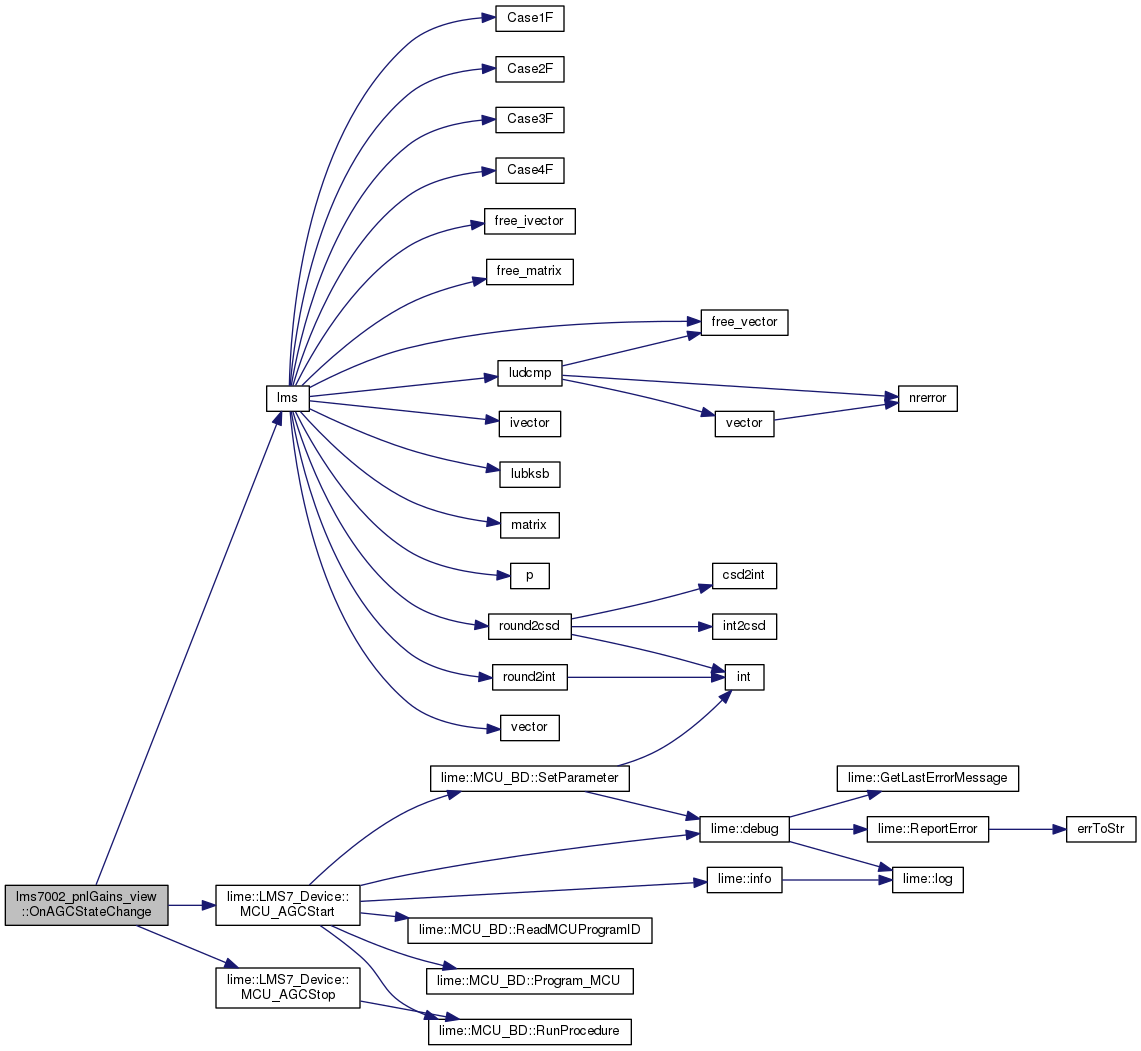 Case1F
Case2F
Case3F
Case4F
free_ivector
free_matrix
free_vector
ludcmp
lms
nrerror
ivector
vector
lubksb
matrix
p
csd2int
round2csd
int2csd
round2int
int
vector
lime::MCU_BD::SetParameter
lime::GetLastErrorMessage
lime::debug
lime::ReportError
errToStr
lime::info
lime::log
lms7002_pnlGains_view
::OnAGCStateChange
lime::LMS7_Device::
MCU_AGCStart
lime::MCU_BD::ReadMCUProgramID
lime::MCU_BD::Program_MCU
lime::LMS7_Device::
MCU_AGCStop
lime::MCU_BD::RunProcedure